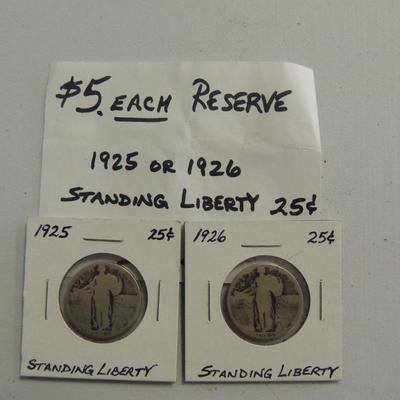 $5. EACH RESERVE
1925 OR 1926
STANDING LIBERTY 25¢
1925 25¢
STANDING LIBERTY
1926 25¢
STANDING LIBERTY